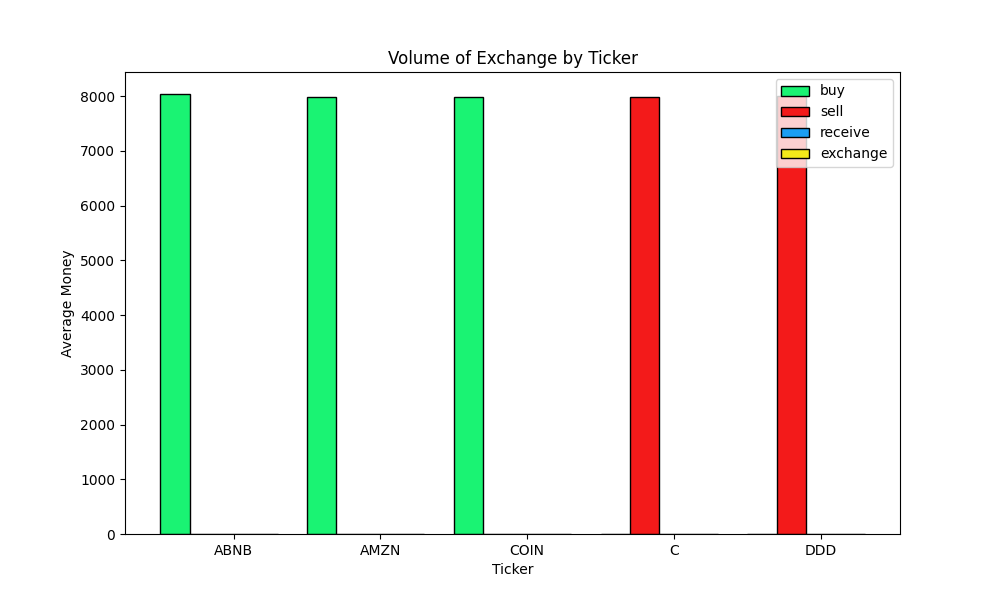 Volume of Exchange by Ticker
buy
sell
receive
exchange
8000
7000
6000
5000
4000
3000
2000
1000
0
Average Money
ABNB
AMZN
COIN
C
DDD
Ticker